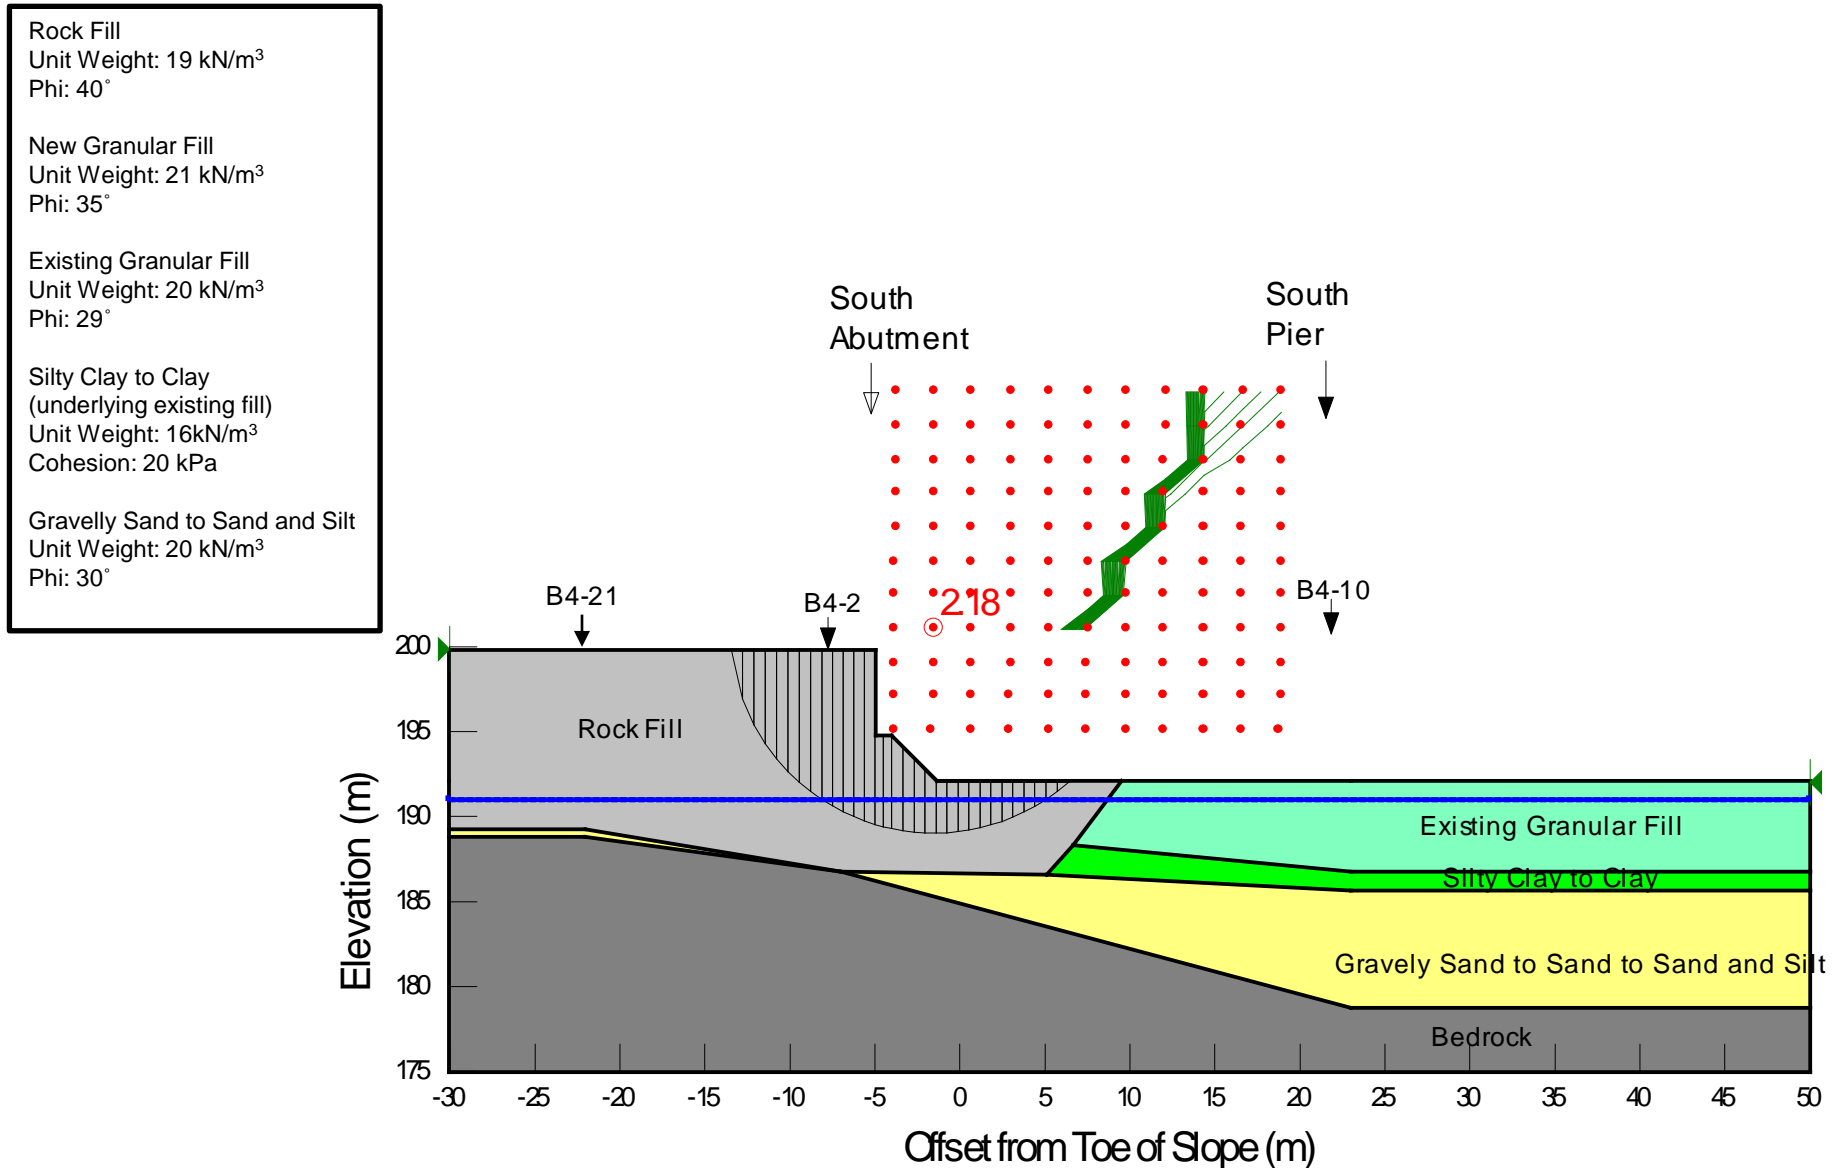 Rock Fill
Unit Weight: 19 kN/m³
Phi: 40˚
New Granular Fill
Unit Weight: 21 kN/m³
Phi: 35˚
Existing Granular Fill
Unit Weight: 20 kN/m³
Phi: 29˚
Silty Clay to Clay
(underlying existing fill)
Unit Weight: 16kN/m³
Cohesion: 20 kPa
Gravelly Sand to Sand and Silt
Unit Weight: 20 kN/m³
Phi: 30˚
South
Abutment
South
Pier
B4-21
B4-2
2.18
B4-10
200
195
190
185
180
175
Elevation (m)
Rock Fill
Existing Granular Fill
Silty Clay to Clay
Gravely Sand to Sand to Sand and Silt
Bedrock
-30 -25 -20 -15 -10 -5 0 5 10 15 20 25 30 35 40 45 50
Offset from Toe of Slope (m)